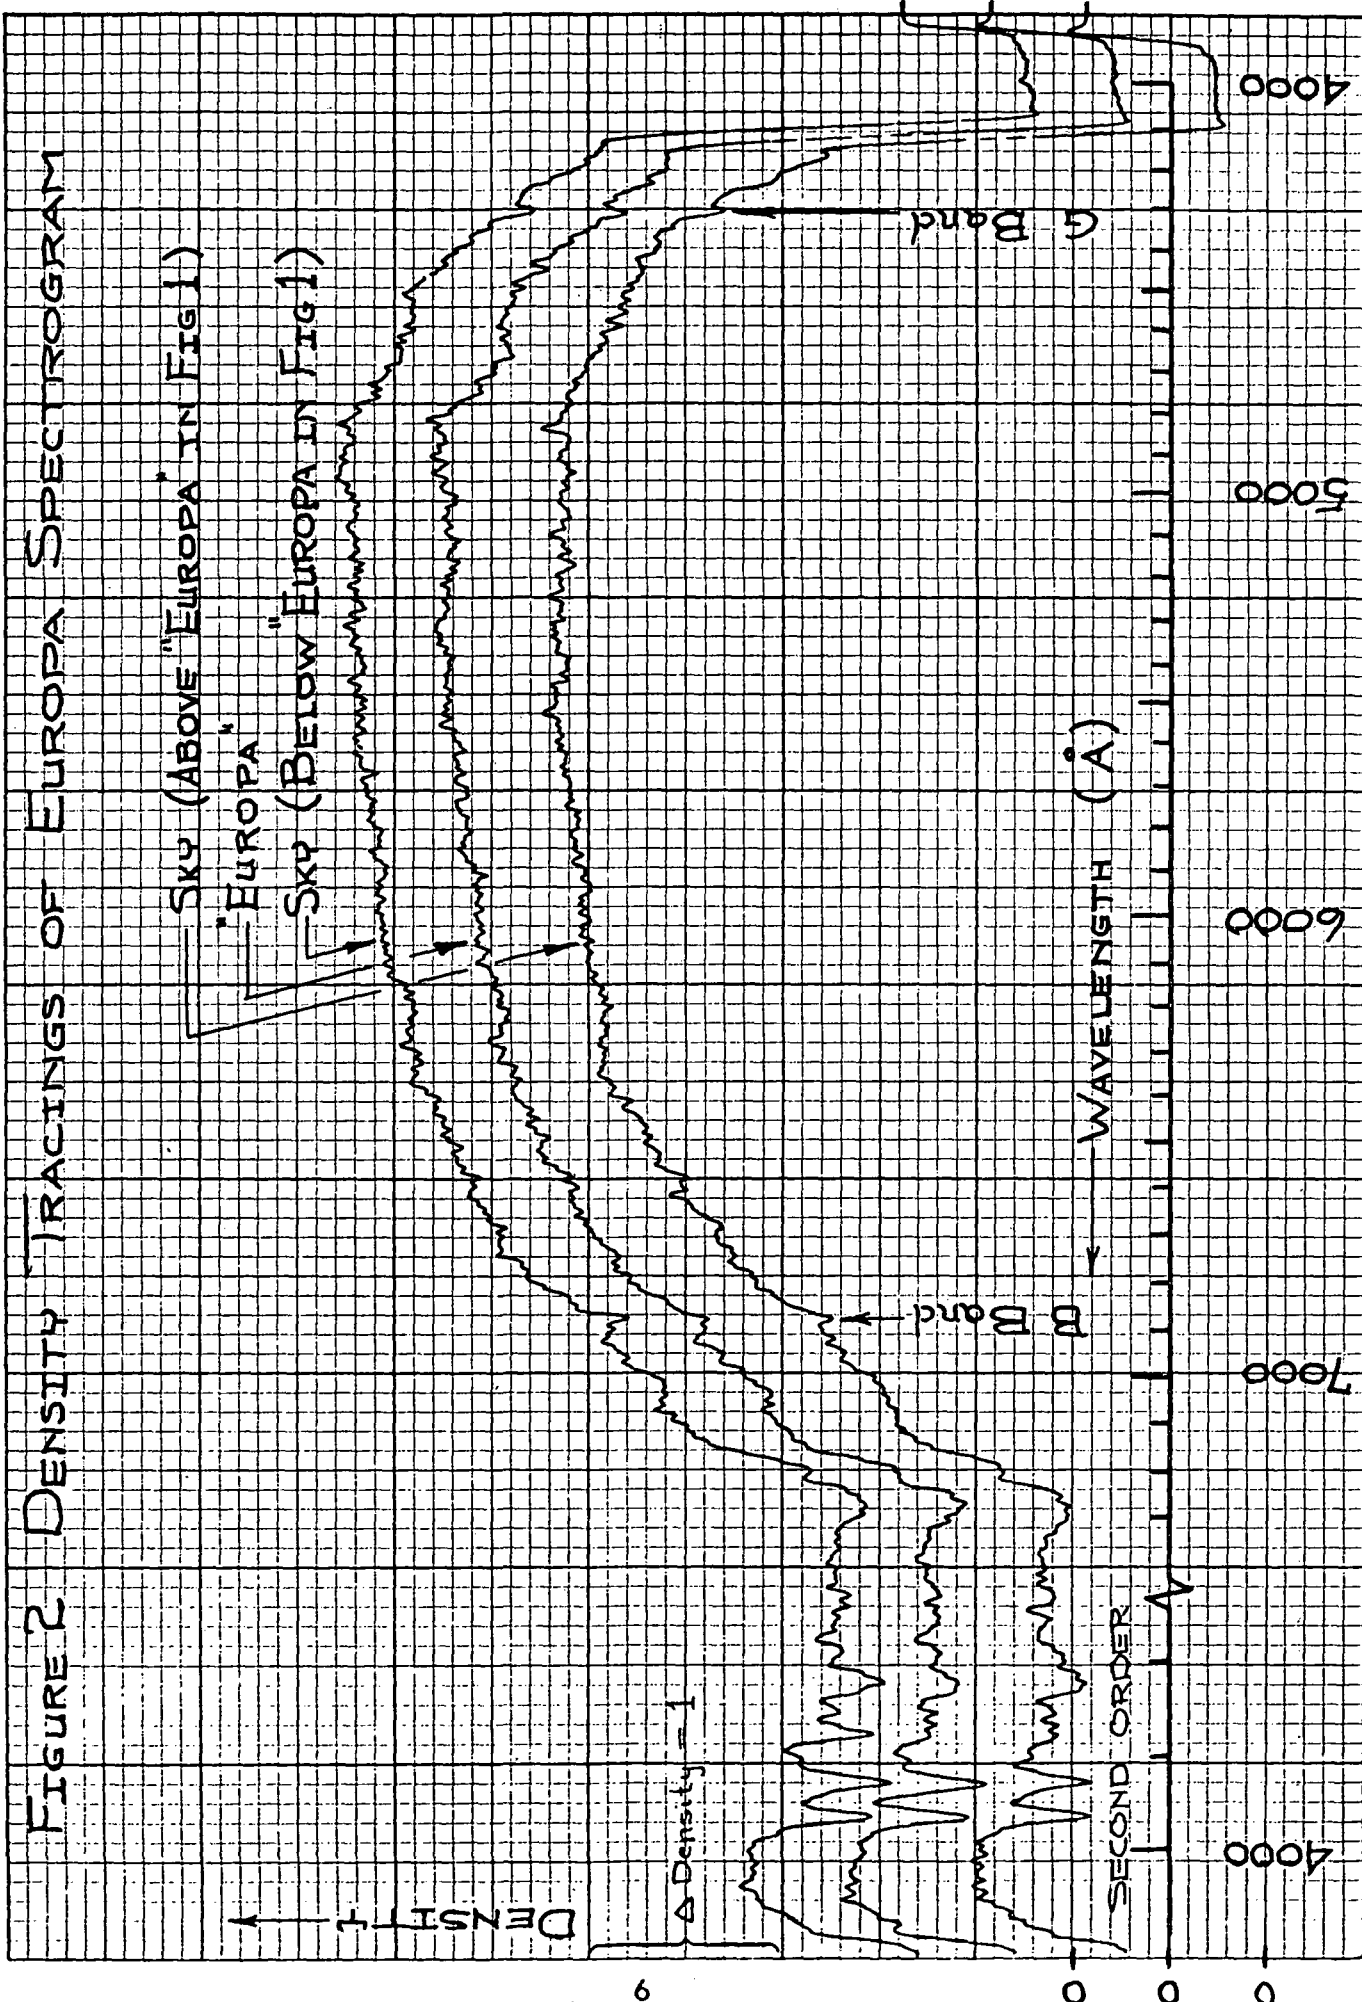 FIGURE 2 DENSITY TRACINGS OF EUROPA SPECTROGRAM
SKY (ABOVE "EUROPA" IN FIG 1)
"EUROPA"
SKY (BELOW "EUROPA IN FIG 1)
DENSITY
Δ Density = 1
G Band
B Band
WAVELENGTH (Å)
SECOND ORDER
4000
7000
6000
5000
4000
0
0
0
6